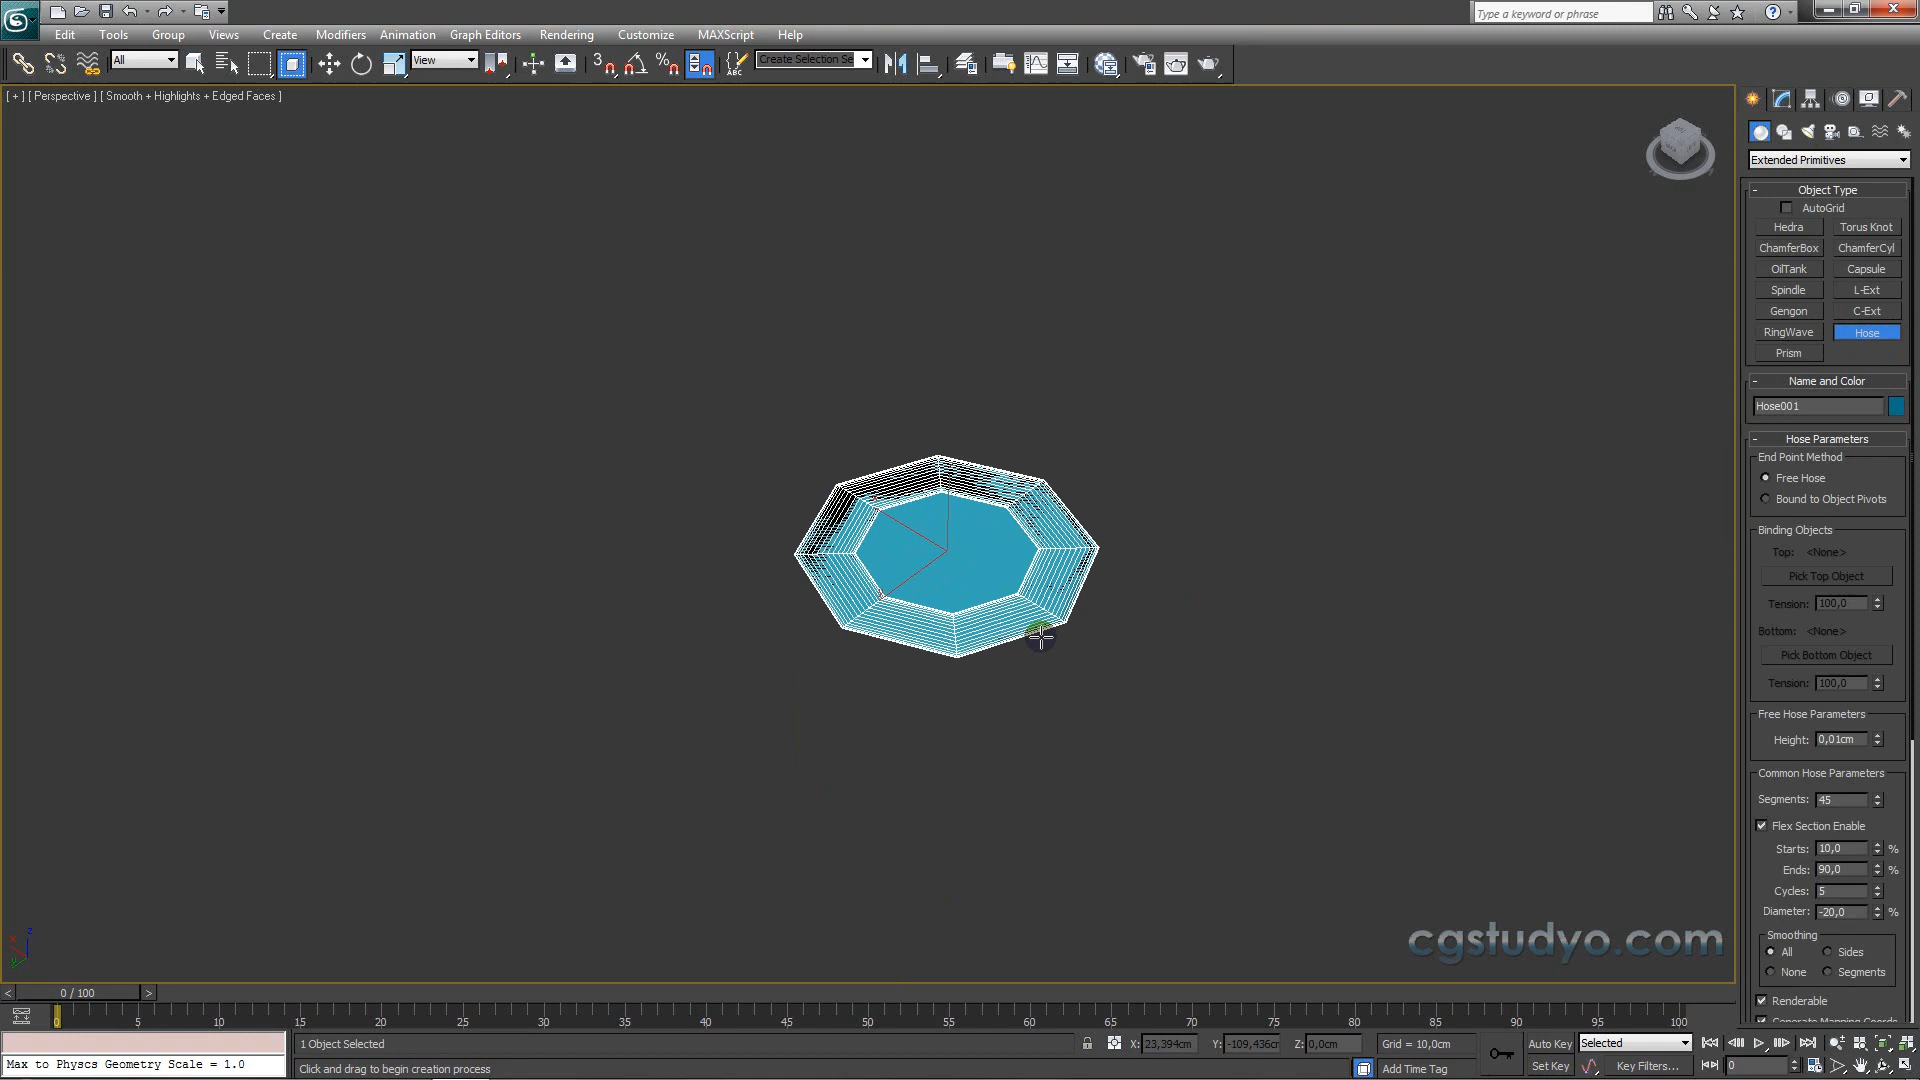 Type a keyword or phrase
Edit Tools Group Views Create Modifiers Animation Graph Editors Rendering Customize MAXScript Help
All View 3 % ABC Create Selection Se
[ + ] [ Perspective ] [ Smooth + Highlights + Edged Faces ]
Extended Primitives
- Object Type
AutoGrid
Hedra Torus Knot
ChamferBox ChamferCyl
OilTank Capsule
Spindle L-Ext
Gengon C-Ext
RingWave Hose
Prism
- Name and Color
Hose001
- Hose Parameters
End Point Method
Free Hose
Bound to Object Pivots
Binding Objects
Top: <None>
Pick Top Object
Tension: 100,0
Bottom: <None>
Pick Bottom Object
Tension: 100,0
Free Hose Parameters
Height: 0,01cm
Common Hose Parameters
Segments: 45
Flex Section Enable
Starts: 10,0 %
Ends: 90,0 %
Cycles: 5
Diameter: -20,0 %
Smoothing
All Sides
None Segments
Renderable
Generate Mapping Coords
z
x
y
cgstudyo.com
< 0 / 100 >
0 5 10 15 20 25 30 35 40 45 50 55 60 65 70 75 80 85 90 95 100
1 Object Selected X: 23,394cm Y: -109,436cr Z: 0,0cm Grid = 10,0cm Auto Key Selected
Max to Physcs Geometry Scale = 1.0 Click and drag to begin creation process Add Time Tag Set Key Key Filters... 0